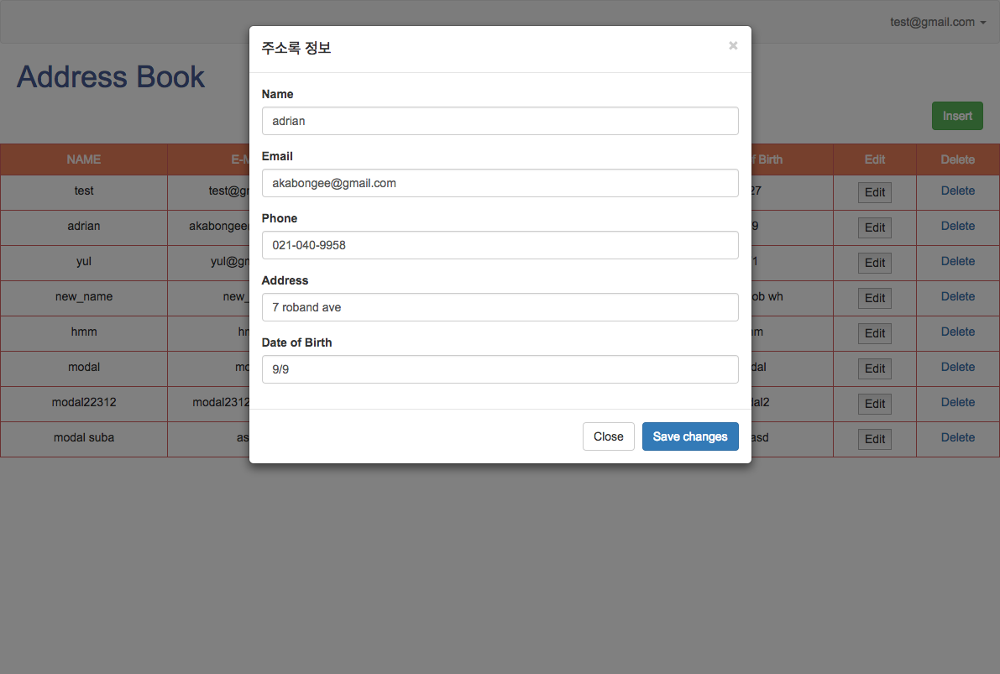 test@gmail.com
주소록 정보
×
Address Book
Insert
Name
adrian
Email
akabongee@gmail.com
Phone
021-040-9958
Address
7 roband ave
Date of Birth
9/9
Close Save changes
NAME E-M f Birth Edit Delete
test test@gr 27 Edit Delete
adrian akabongee 9 Edit Delete
yul yul@gn 1 Edit Delete
new_name new_ ob wh Edit Delete
hmm hr m Edit Delete
modal mo dal Edit Delete
modal22312 modal2312 dal2 Edit Delete
modal suba as asd Edit Delete